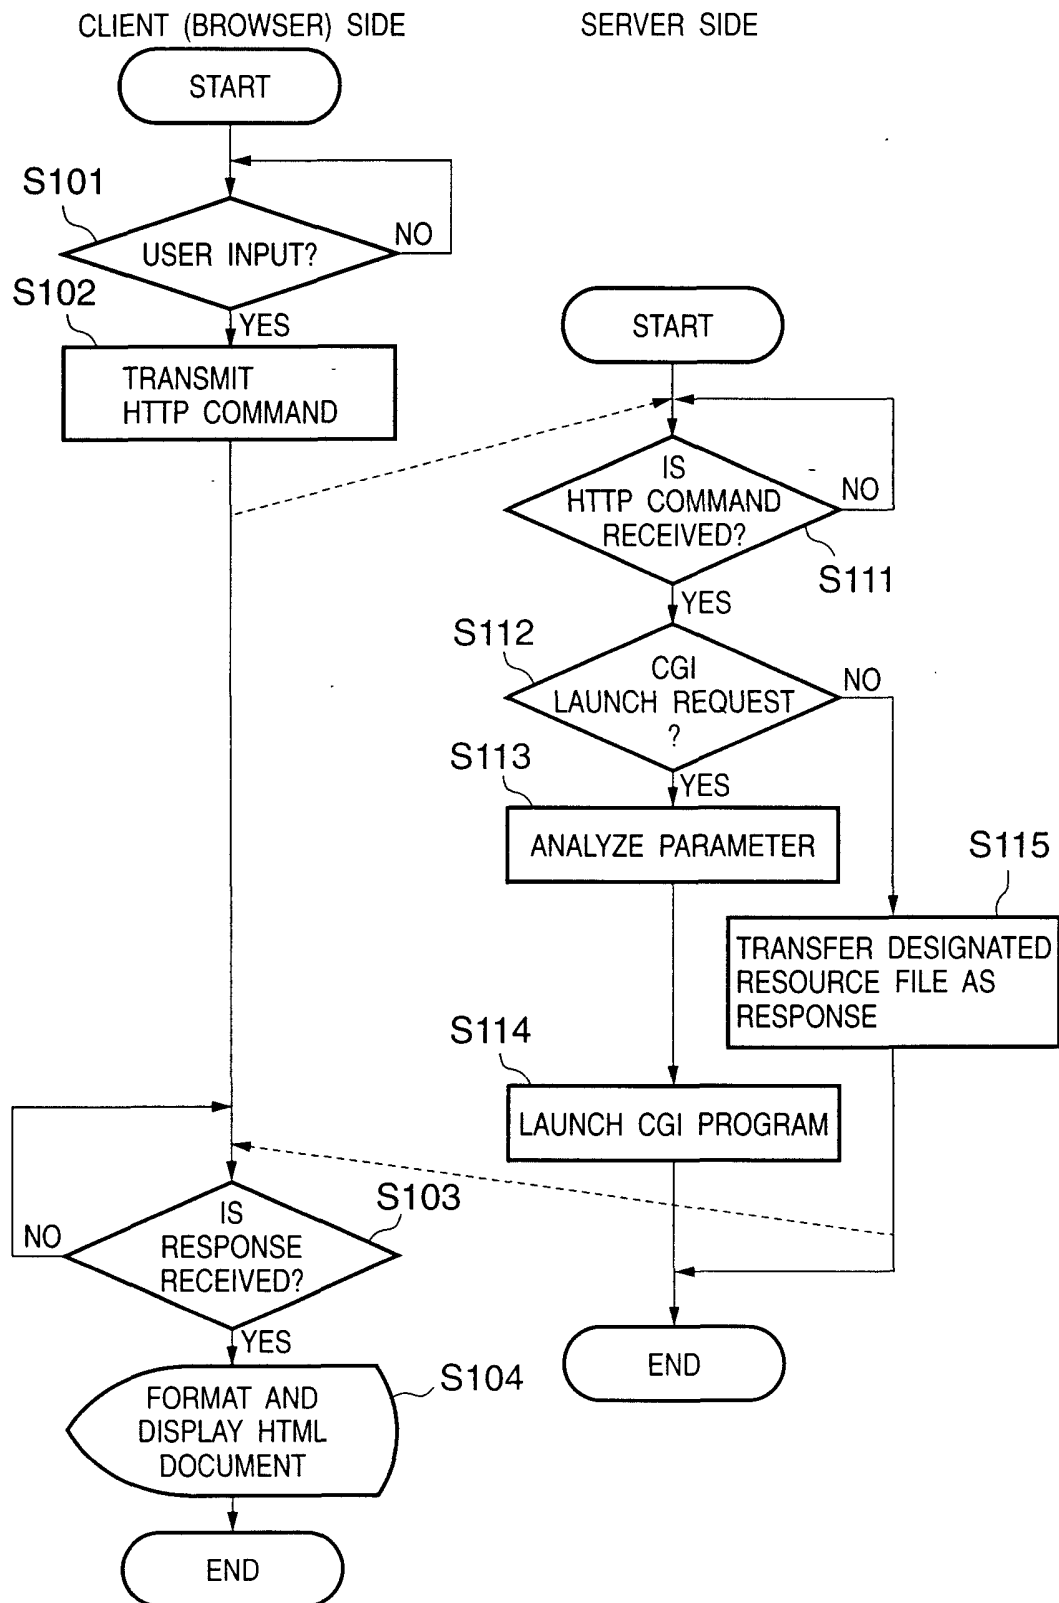 CLIENT (BROWSER) SIDE
SERVER SIDE
START
S101
USER INPUT?
NO
S102
YES
TRANSMIT
HTTP COMMAND
START
IS
HTTP COMMAND
RECEIVED?
NO
S111
YES
S112
CGI
LAUNCH REQUEST
?
NO
S113
YES
ANALYZE PARAMETER
S115
TRANSFER DESIGNATED
RESOURCE FILE AS
RESPONSE
S114
LAUNCH CGI PROGRAM
S103
IS
RESPONSE
RECEIVED?
NO
YES
END
S104
FORMAT AND
DISPLAY HTML
DOCUMENT
END